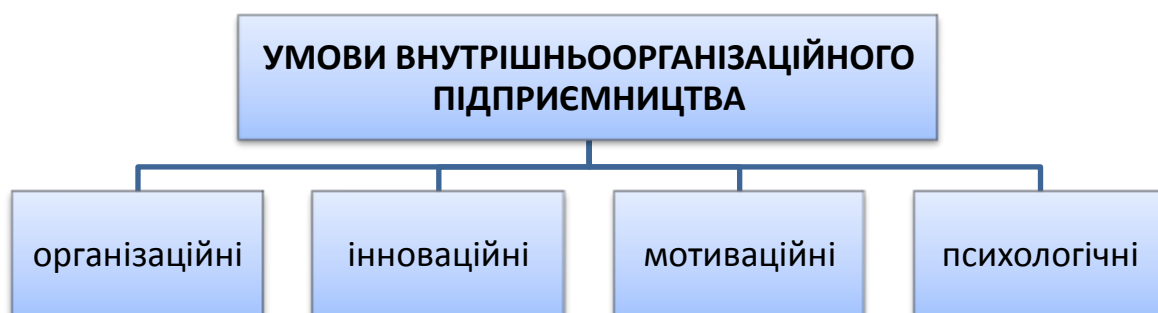 УМОВИ ВНУТРІШНЬООРГАНІЗАЦІЙНОГО
ПІДПРИЄМНИЦТВА
організаційні
інноваційні
мотиваційні
психологічні